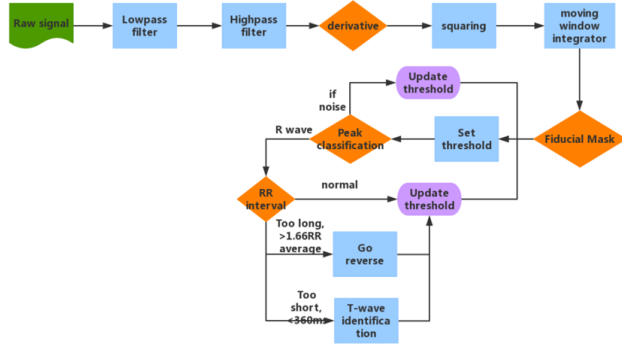 Raw signal
Lowpass
filter
Highpass
filter
derivative
squaring
moving
window
integrator
Update
threshold
if
noise
R wave
Peak
classification
Set
threshold
Fiducial Mask
RR
interval
normal
Update
threshold
Too long,
>1.66RR
average
Go
reverse
Too
short,
<360ms
T-wave
identifica
tion